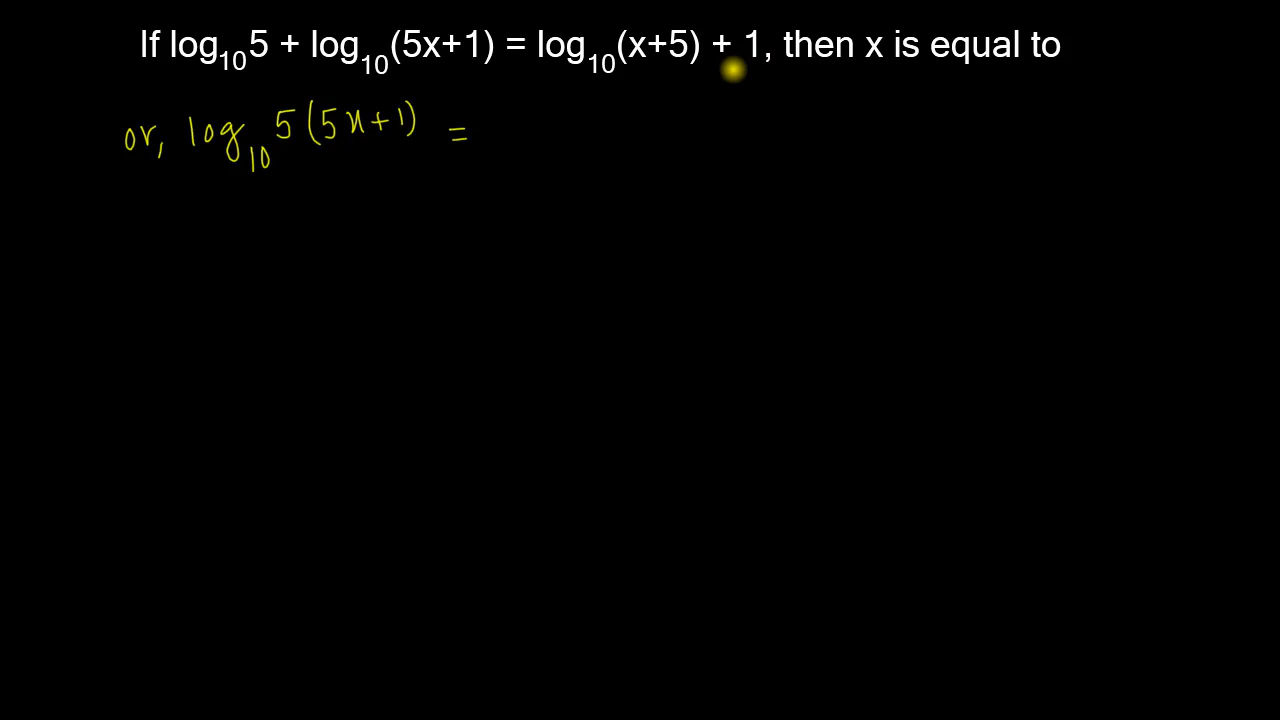 If log₁₀5 + log₁₀(5x+1) = log₁₀(x+5) + 1, then x is equal to
or, log₁₀ 5(5x+1) =